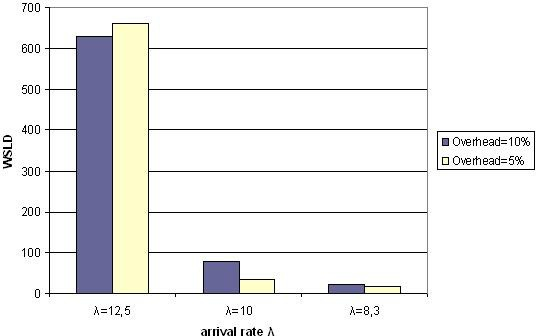 700
600
500
400
300
200
100
0
WSLD
λ=12,5
λ=10
λ=8,3
arrival rate λ
Overhead=10%
Overhead=5%